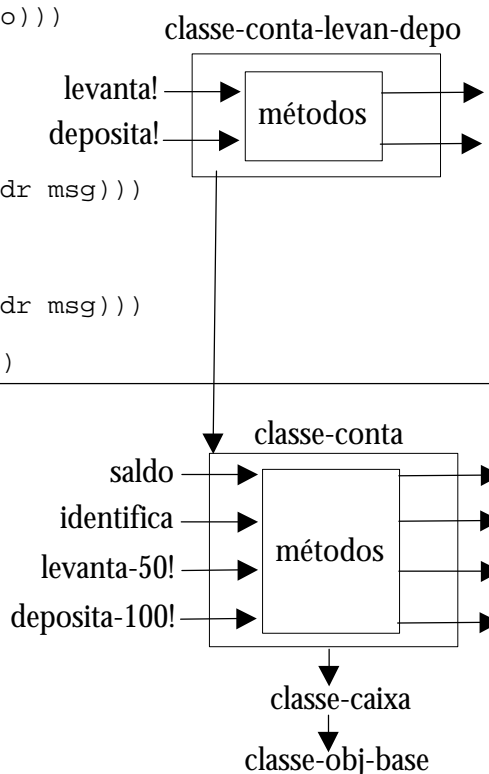 o)))
classe-conta-levan-depo
levanta!
métodos
deposita!
dr msg)))
dr msg)))
)
classe-conta
saldo
identifica
métodos
levanta-50!
deposita-100!
classe-caixa
classe-obj-base